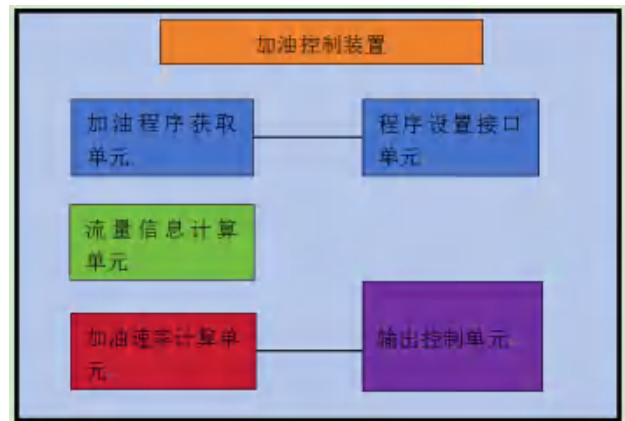 加油控制装置
加油程序获取
单元
程序设置接口
单元
流量信息计算
单元
加油速率计算单
元
输出控制单元